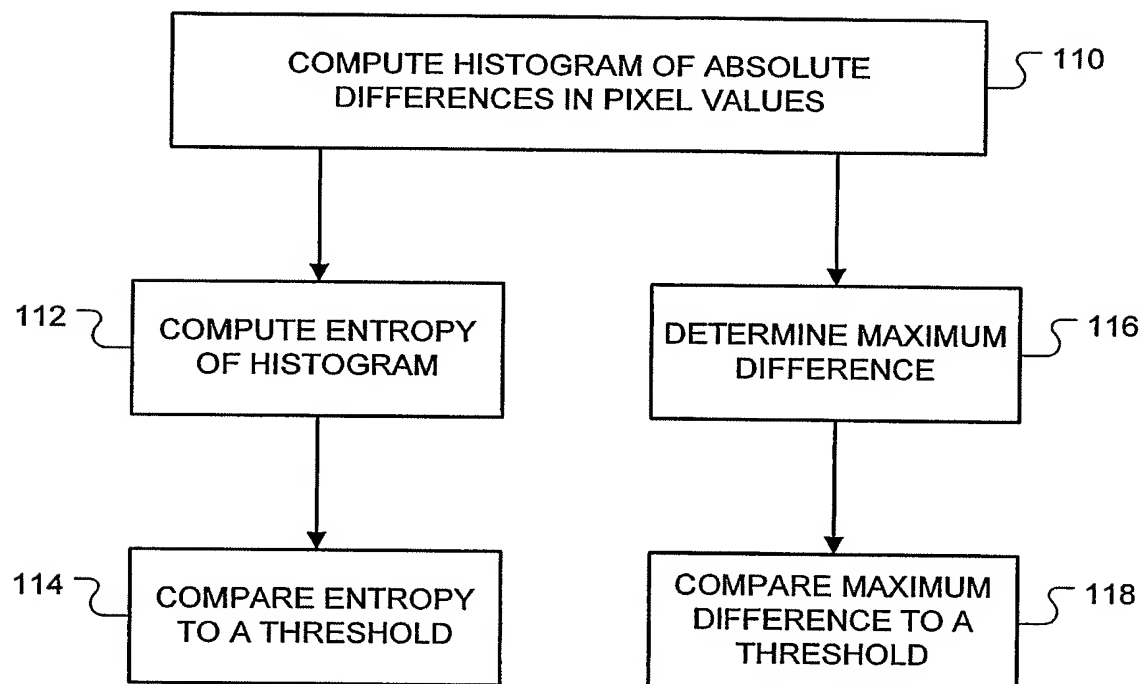 COMPUTE HISTOGRAM OF ABSOLUTE
DIFFERENCES IN PIXEL VALUES
110
112
COMPUTE ENTROPY
OF HISTOGRAM
DETERMINE MAXIMUM
DIFFERENCE
116
114
COMPARE ENTROPY
TO A THRESHOLD
COMPARE MAXIMUM
DIFFERENCE TO A
THRESHOLD
118